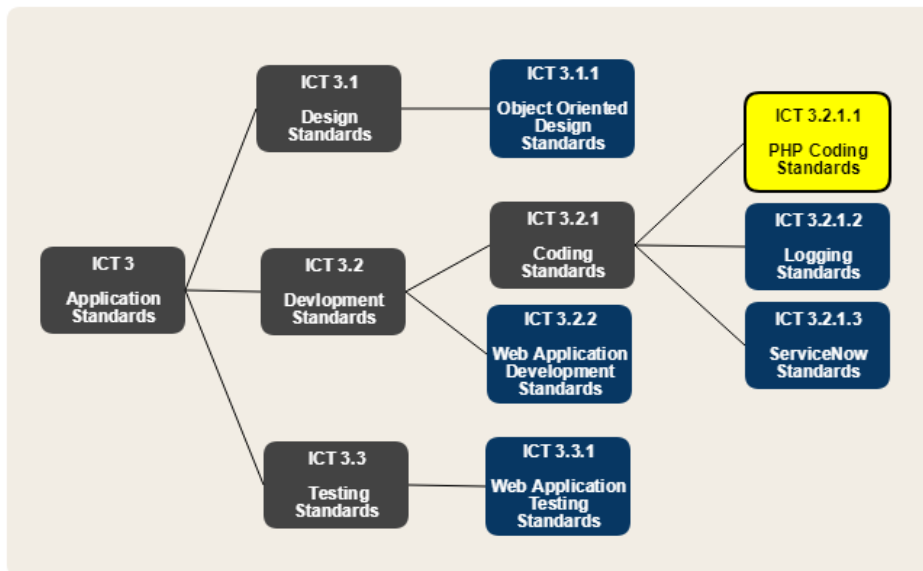 ICT 3
Application
Standards
ICT 3.1
Design
Standards
ICT 3.1.1
Object Oriented
Design
Standards
ICT 3.2
Devlopment
Standards
ICT 3.2.1
Coding
Standards
ICT 3.2.1.1
PHP Coding
Standards
ICT 3.2.1.2
Logging
Standards
ICT 3.2.1.3
ServiceNow
Standards
ICT 3.2.2
Web Application
Development
Standards
ICT 3.3
Testing
Standards
ICT 3.3.1
Web Application
Testing
Standards